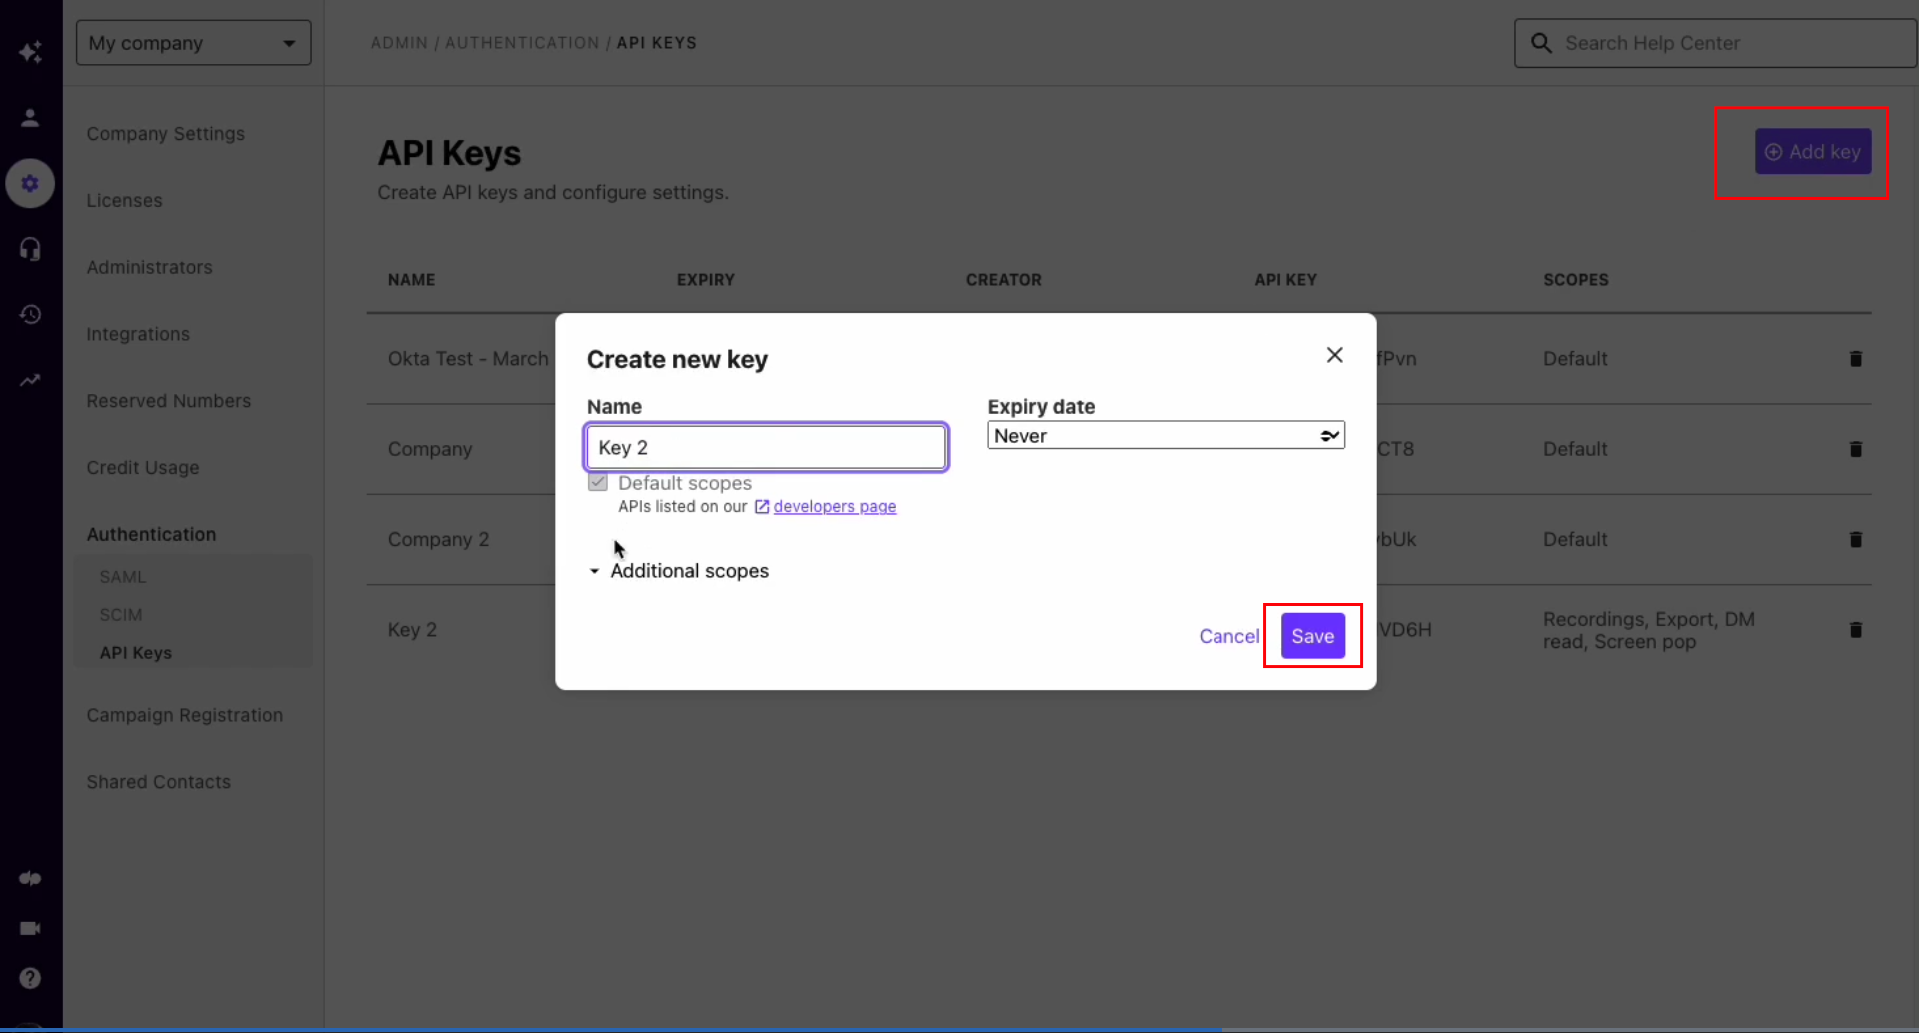 My company
ADMIN / AUTHENTICATION / API KEYS
Search Help Center
Company Settings
Licenses
Administrators
Integrations
Reserved Numbers
Credit Usage
Authentication
SAML
SCIM
API Keys
Campaign Registration
Shared Contacts
API Keys
Create API keys and configure settings.
Add key
NAME EXPIRY CREATOR API KEY SCOPES
Okta Test - March fPvn Default
Company CT8 Default
Company 2 bUk Default
Key 2 VD6H Recordings, Export, DM
read, Screen pop
Create new key
Name
Key 2
Expiry date
Never
Default scopes
APIs listed on our developers page
Additional scopes
Cancel
Save